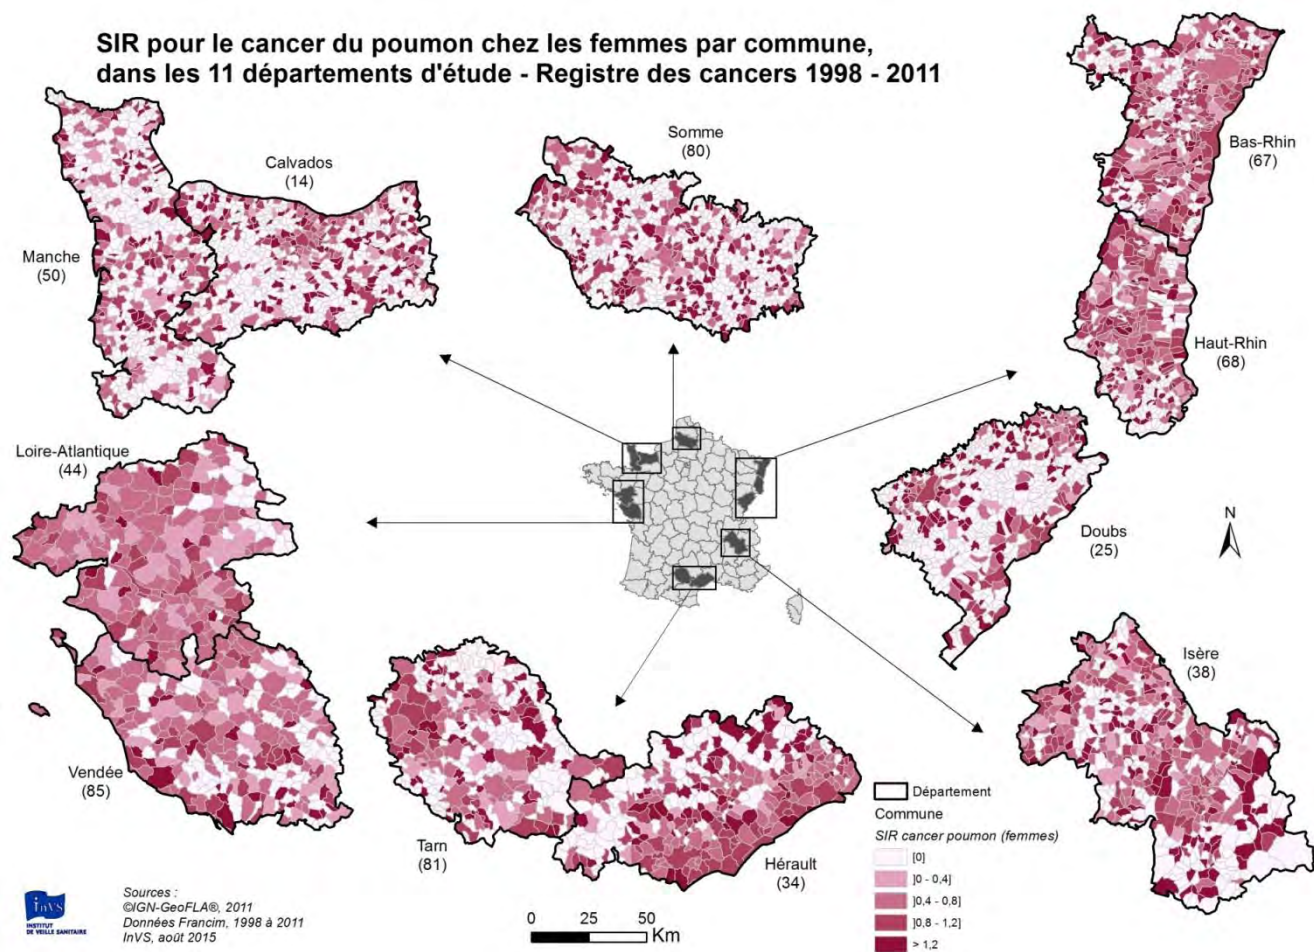 SIR pour le cancer du poumon chez les femmes par commune,
dans les 11 départements d'étude - Registre des cancers 1998 - 2011
Somme
(80)
Bas-Rhin
(67)
Calvados
(14)
Manche
(50)
Haut-Rhin
(68)
Loire-Atlantique
(44)
Doubs
(25)
N
Isère
(38)
Vendée
(85)
Tarn
(81)
Hérault
(34)
Département
Commune
SIR cancer poumon (femmes)
[0]
]0 - 0,4]
]0,4 - 0,8]
]0,8 - 1,2]
> 1,2
InVS
INSTITUT
DE VEILLE SANITAIRE
Sources :
©IGN-GeoFLA®, 2011
Données Francim, 1998 à 2011
InVS, août 2015
0 25 50
Km